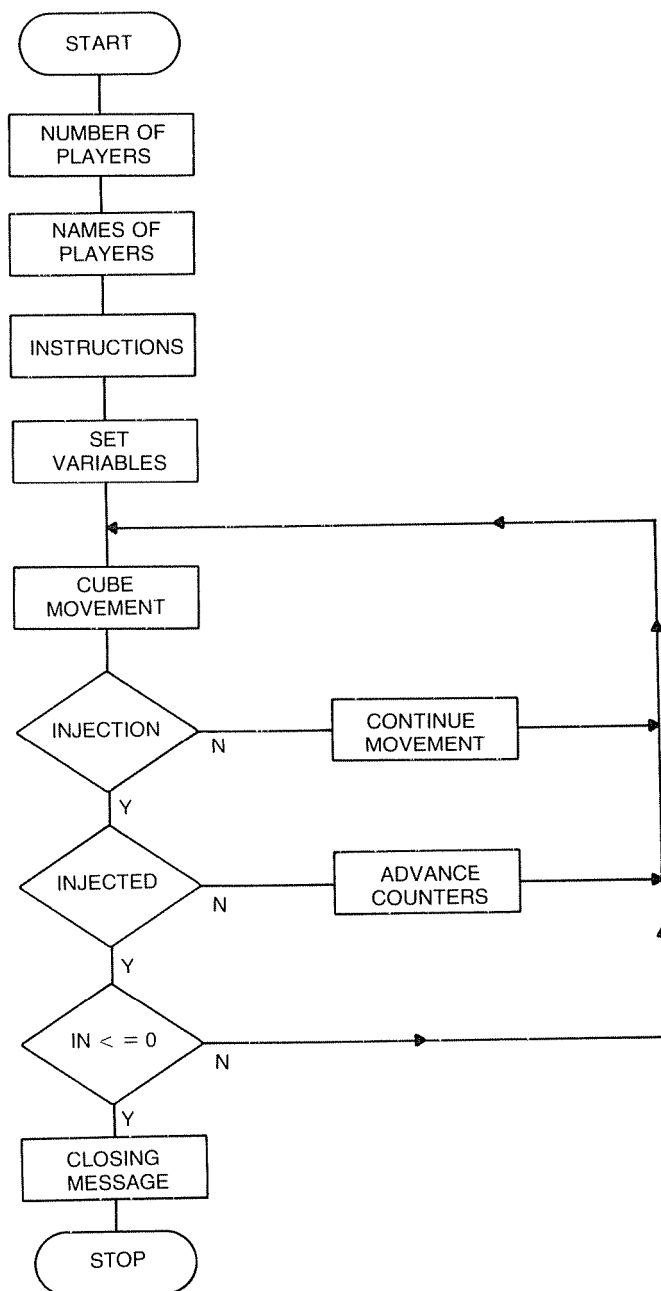 START
NUMBER OF
PLAYERS
NAMES OF
PLAYERS
INSTRUCTIONS
SET
VARIABLES
CUBE
MOVEMENT
INJECTION
N
CONTINUE
MOVEMENT
Y
INJECTED
N
ADVANCE
COUNTERS
Y
IN < = 0
N
Y
CLOSING
MESSAGE
STOP